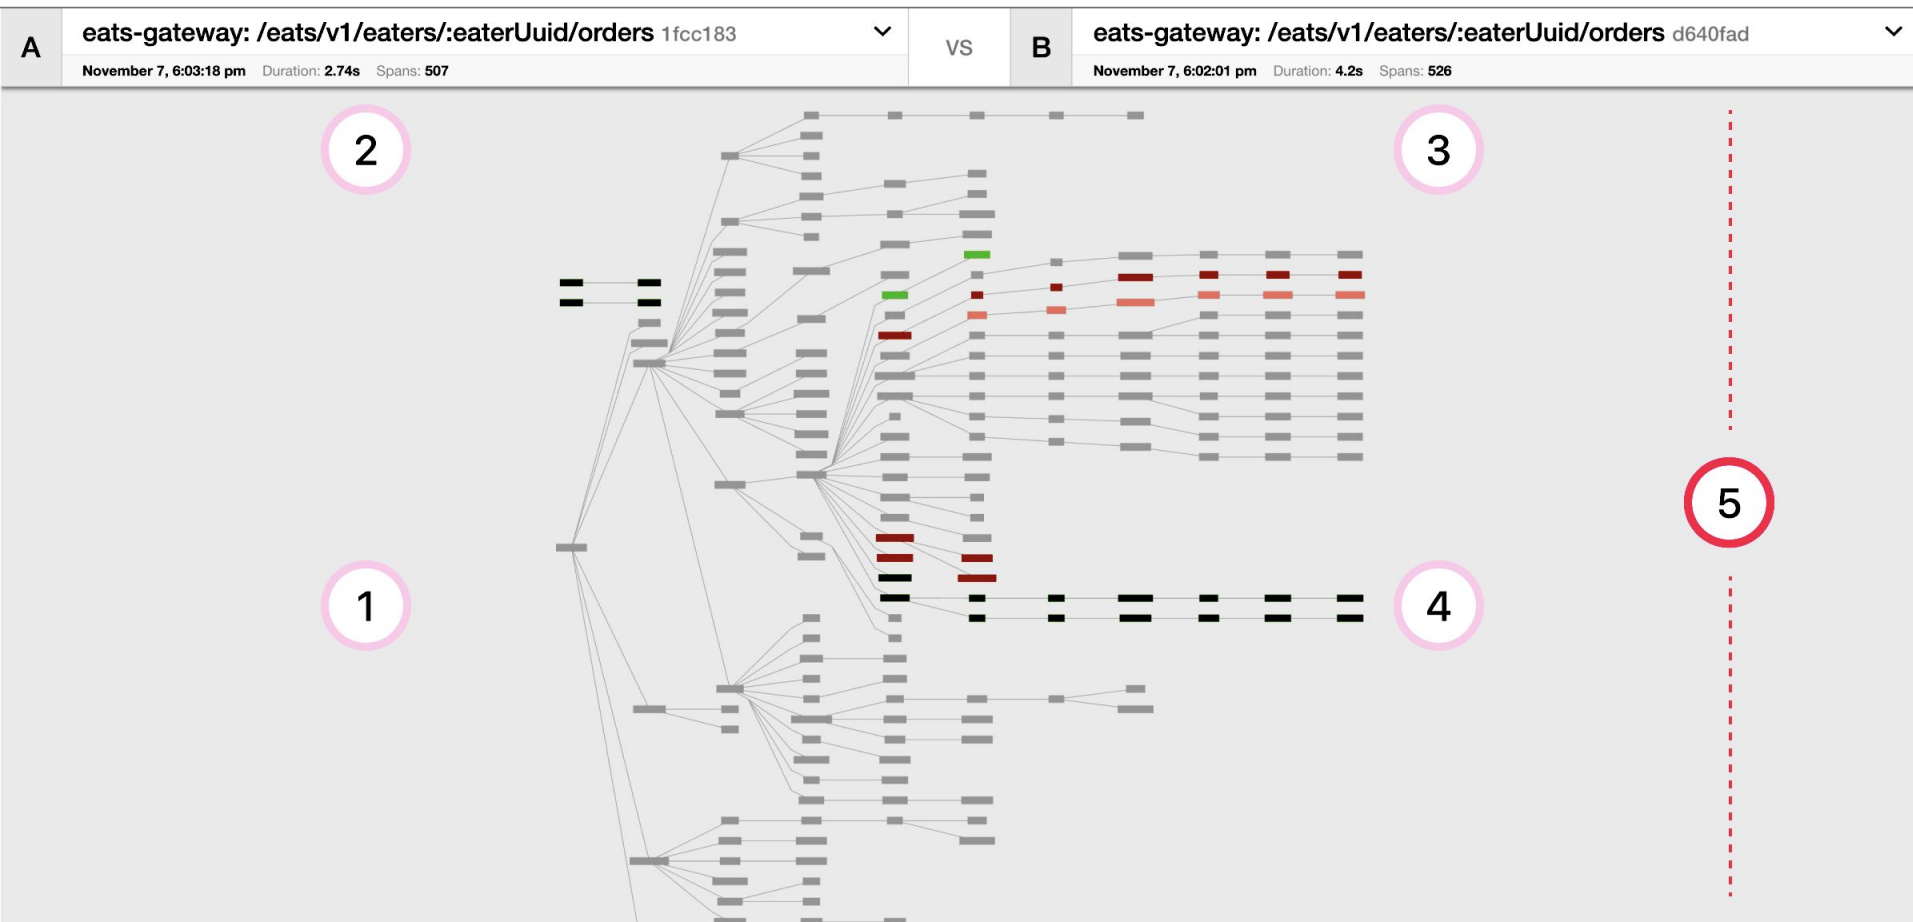 A
eats-gateway: /eats/v1/eaters/:eaterUuid/orders 1fcc183
November 7, 6:03:18 pm Duration: 2.74s Spans: 507
VS
B
eats-gateway: /eats/v1/eaters/:eaterUuid/orders d640fad
November 7, 6:02:01 pm Duration: 4.2s Spans: 526
2
3
5
1
4